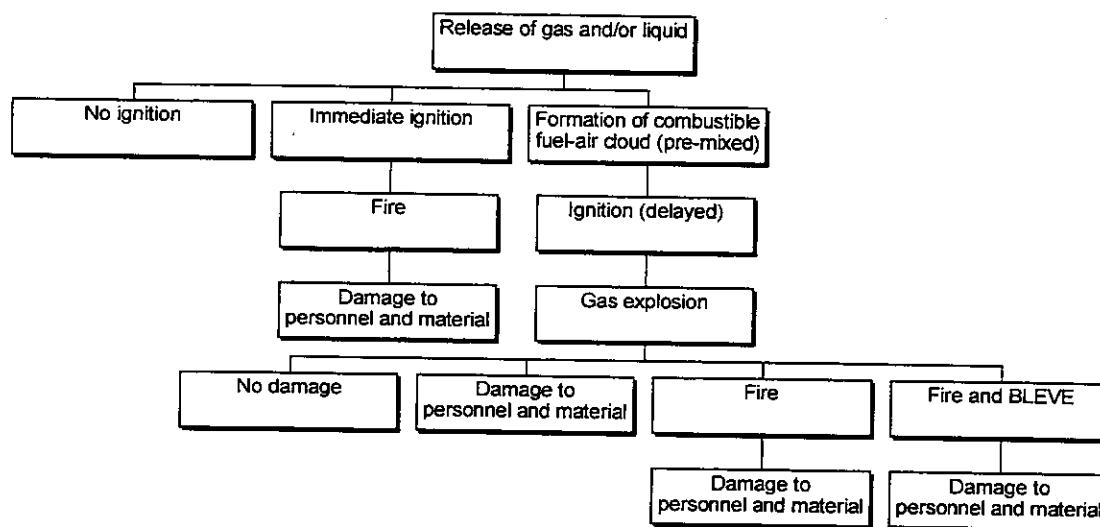 Release of gas and/or liquid
No ignition
Immediate ignition
Formation of combustible
fuel-air cloud (pre-mixed)
Fire
Ignition (delayed)
Damage to
personnel and material
Gas explosion
No damage
Damage to
personnel and material
Fire
Fire and BLEVE
Damage to
personnel and material
Damage to
personnel and material